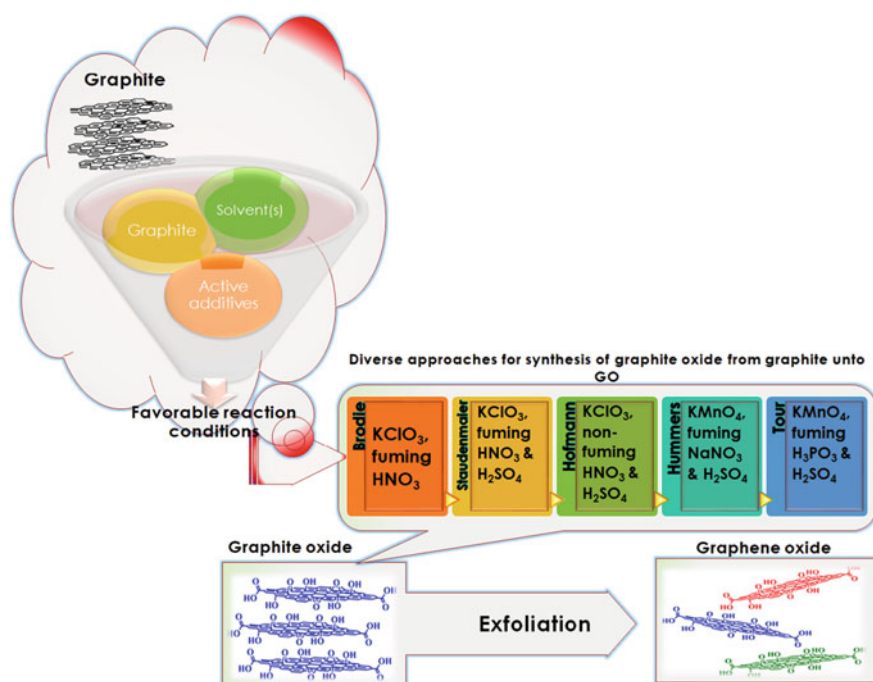 Graphite
Solvent(s)
Graphite
Active
additives
Diverse approaches for synthesis of graphite oxide from graphite unto
GO
Favorable reaction
conditions
Brodie
KClO3,
fuming
HNO3
Staudenmaier
KClO3,
fuming
HNO3 &
H2SO4
Hofmann
KClO3,
non-
fuming
HNO3 &
H2SO4
Hummers
KMnO4,
fuming
NaNO3
& H2SO4
Tour
KMnO4,
fuming
H3PO3 &
H2SO4
Graphite oxide
Exfoliation
Graphene oxide